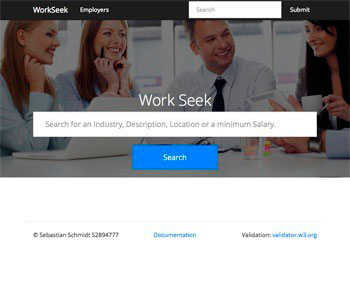 WorkSeek Employers Search Submit
Work Seek
Search for an Industry, Description, Location or a minimum Salary.
Search
© Sebastian Schmidt S2894777 Documentation Validation: validator.w3.org